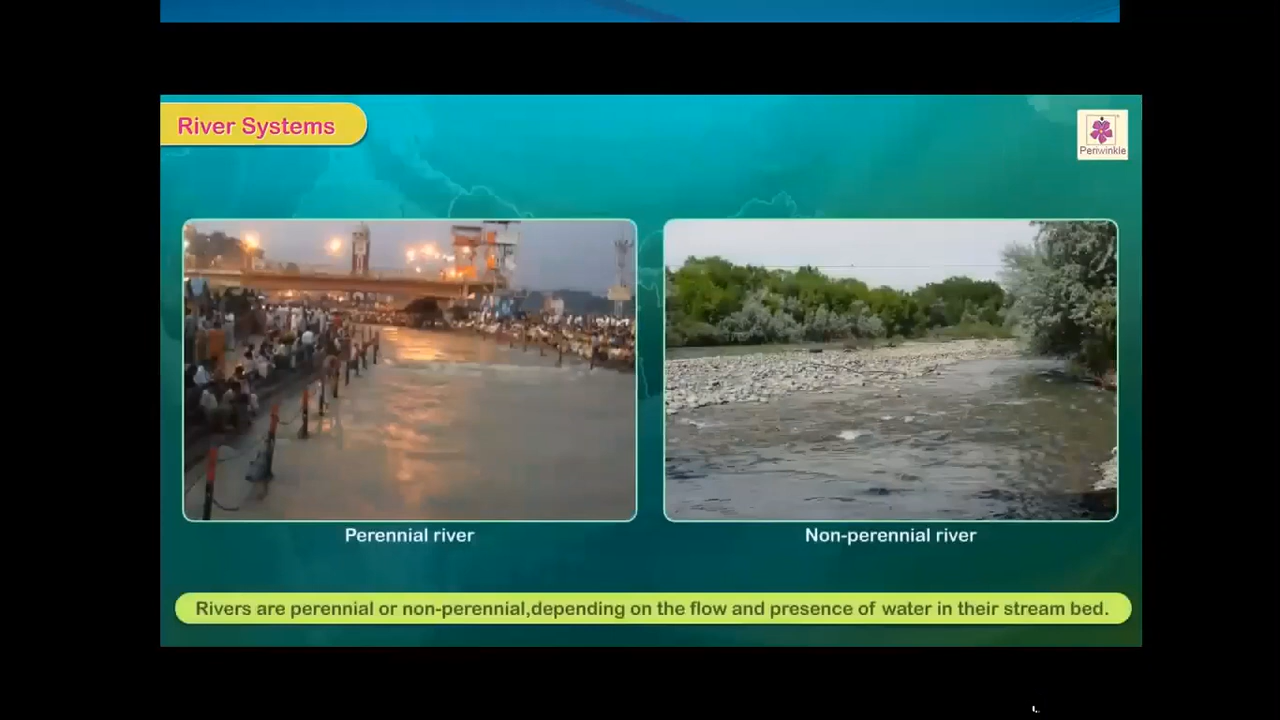 River Systems
Periwinkle
Perennial river
Non-perennial river
Rivers are perennial or non-perennial,depending on the flow and presence of water in their stream bed.